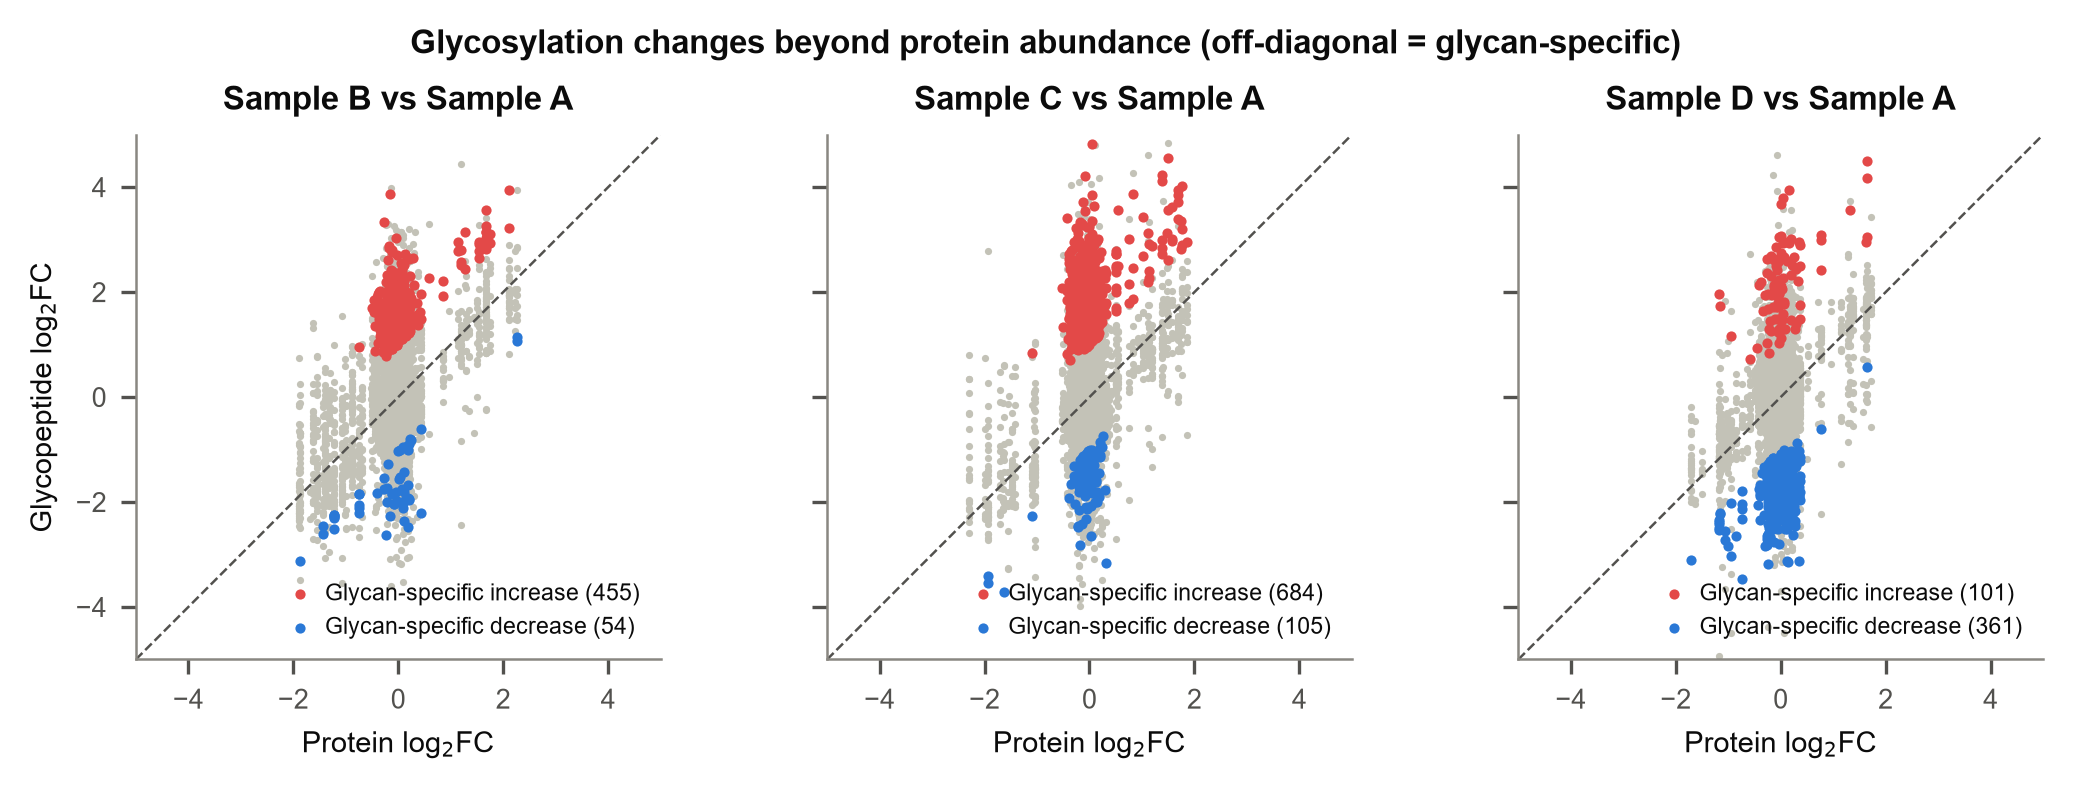 Glycosylation changes beyond protein abundance (off-diagonal = glycan-specific)
Sample B vs Sample A
Sample C vs Sample A
Sample D vs Sample A
Glycopeptide log₂FC
4
2
0
−2
−4
Glycan-specific increase (455)
Glycan-specific decrease (54)
Glycan-specific increase (684)
Glycan-specific decrease (105)
Glycan-specific increase (101)
Glycan-specific decrease (361)
−4 −2 0 2 4
−4 −2 0 2 4
−4 −2 0 2 4
Protein log₂FC
Protein log₂FC
Protein log₂FC